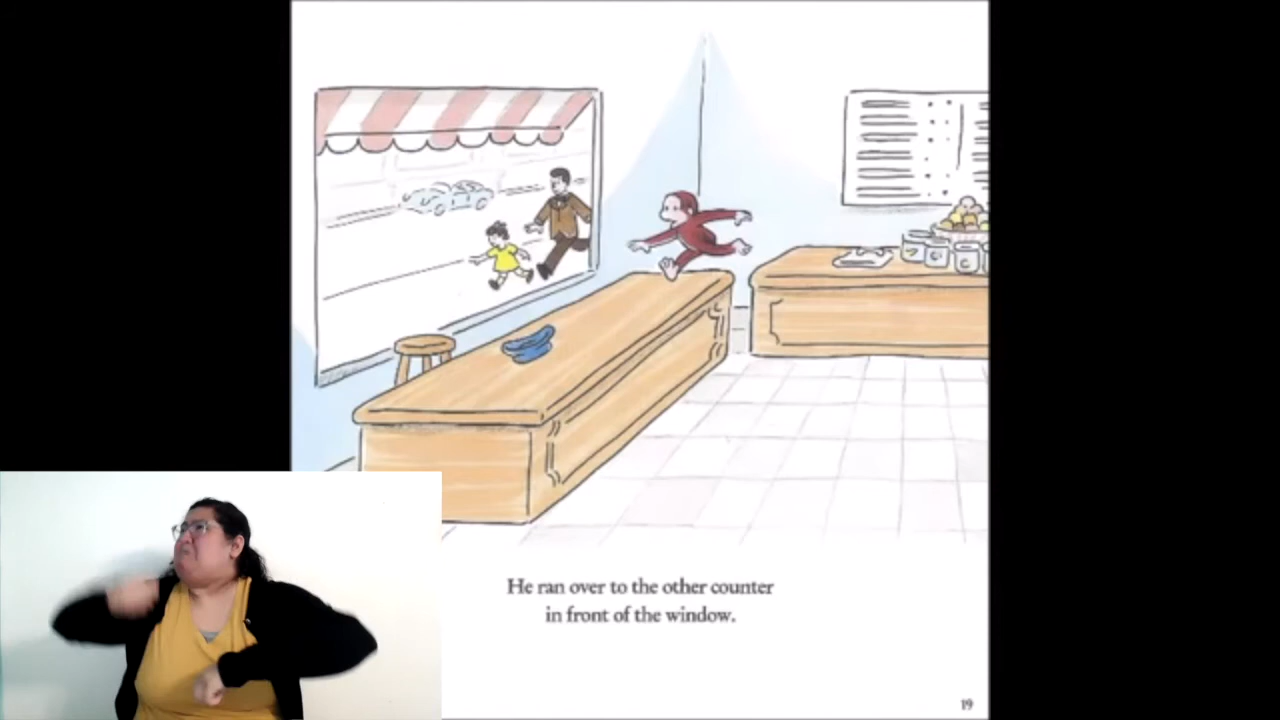 He ran over to the other counter
in front of the window.
19